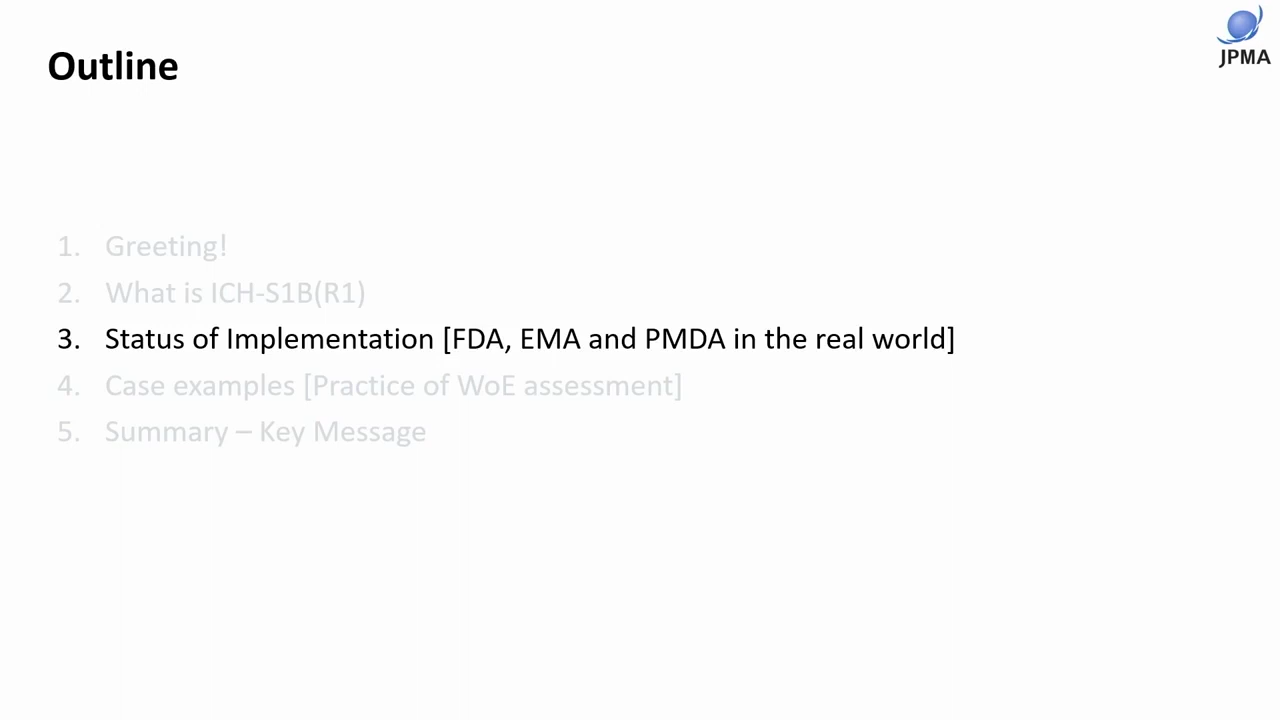 JPMA
Outline
1. Greeting!
2. What is ICH-S1B(R1)
3. Status of Implementation [FDA, EMA and PMDA in the real world]
4. Case examples [Practice of WoE assessment]
5. Summary – Key Message